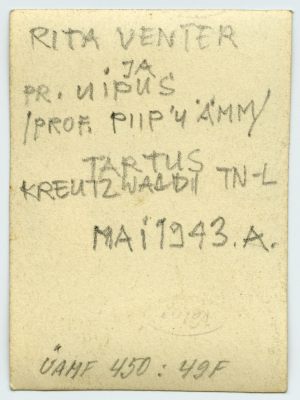 RITA VENTER
JA
PR. UIPUS
/PROF. PIIP'U ÄMM/
TARTUS
KREUTZWALDI TN-L
MAI 1943. A.
ÜAMF 450 : 49F